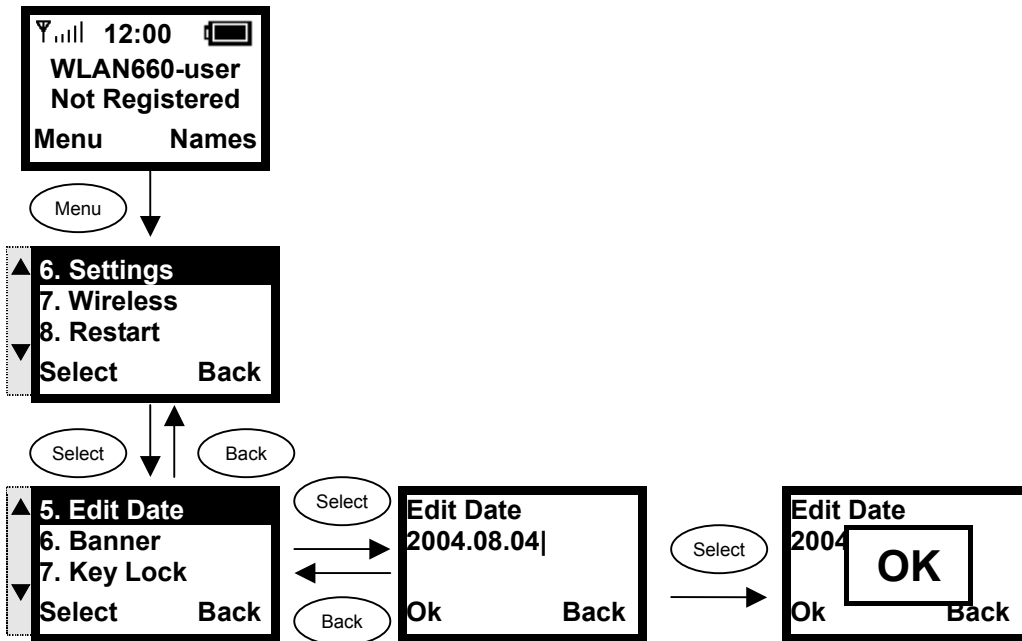 12:00
WLAN660-user
Not Registered
Menu Names
Menu
6. Settings
7. Wireless
8. Restart
Select Back
Select
Back
5. Edit Date
6. Banner
7. Key Lock
Select Back
Select
Back
Edit Date
2004.08.04|
Ok Back
Select
Edit Date
2004
OK
Ok Back